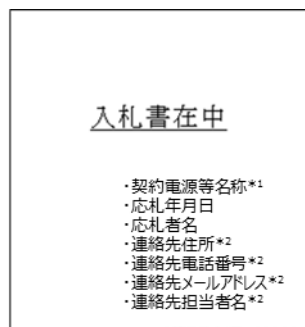 入札書在中
・契約電源等名称*1
・応札年月日
・応札者名
・連絡先住所*2
・連絡先電話番号*2
・連絡先メールアドレス*2
・連絡先担当者名*2